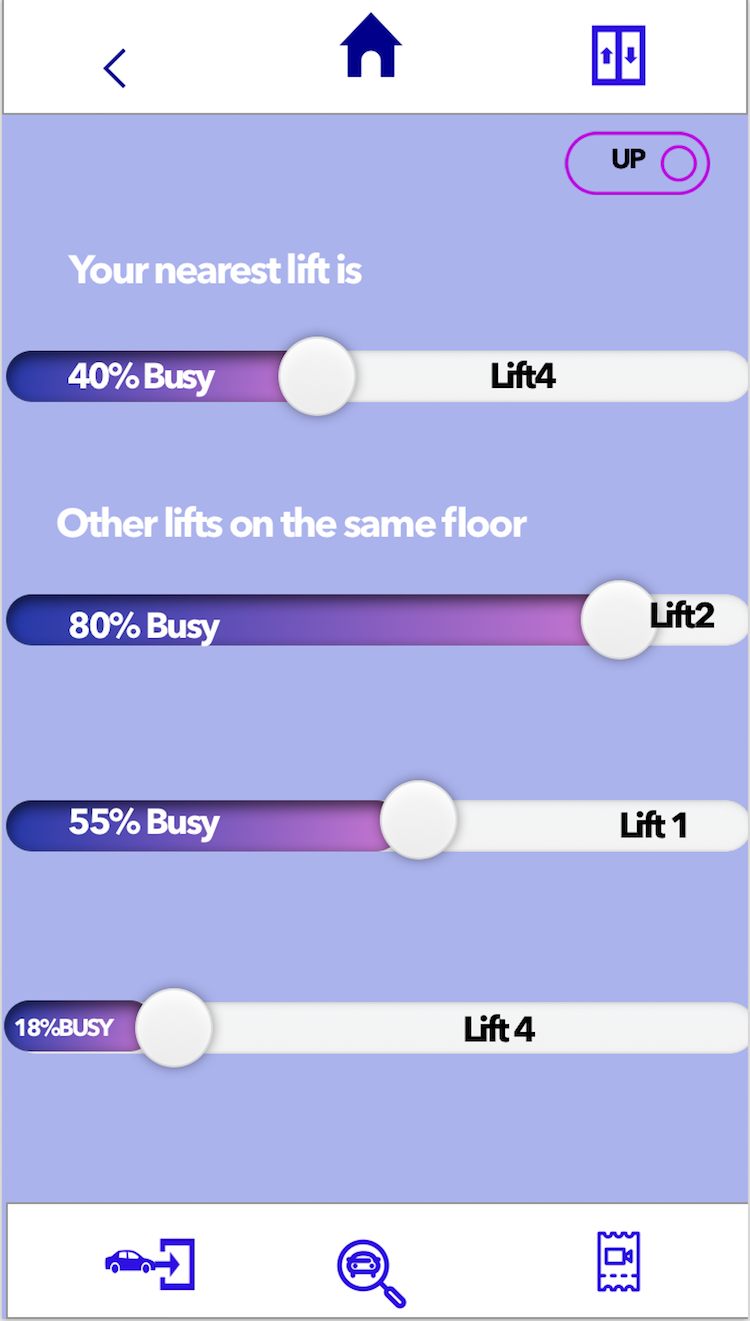 UP
Your nearest lift is
40% Busy Lift4
Other lifts on the same floor
80% Busy Lift2
55% Busy Lift 1
18%BUSY Lift 4